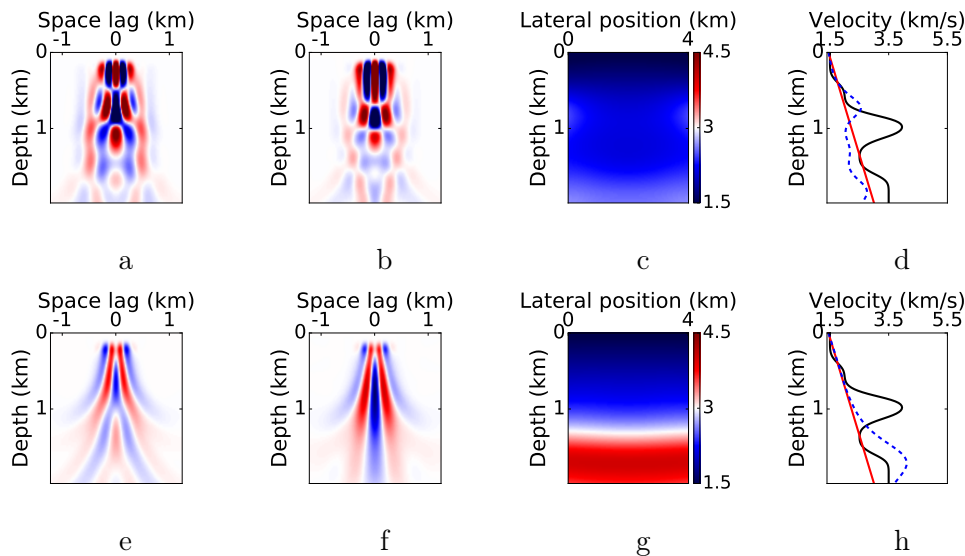 Space lag (km)
-1 0 1
Depth (km)
0
1
a
Space lag (km)
-1 0 1
Depth (km)
0
1
b
Lateral position (km)
0 4
Depth (km)
0
1
4.5
3
1.5
c
Velocity (km/s)
1.5 3.5 5.5
Depth (km)
0
1
d
Space lag (km)
-1 0 1
Depth (km)
0
1
e
Space lag (km)
-1 0 1
Depth (km)
0
1
f
Lateral position (km)
0 4
Depth (km)
0
1
4.5
3
1.5
g
Velocity (km/s)
1.5 3.5 5.5
Depth (km)
0
1
h